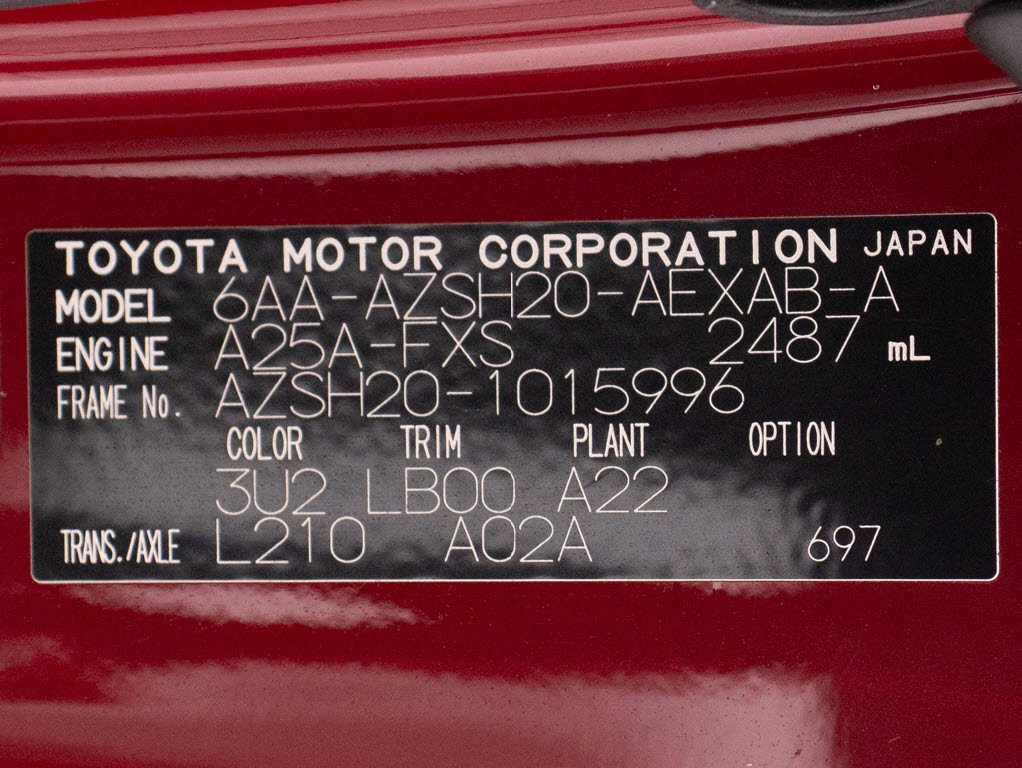 TOYOTA MOTOR CORPORATION JAPAN
MODEL 6AA-AZSH20-AEXAB-A
ENGINE A25A-FXS 2487 mL
FRAME No. AZSH20-1015996
COLOR TRIM PLANT OPTION
3U2 LB00 A22
TRANS./AXLE L210 A02A 697